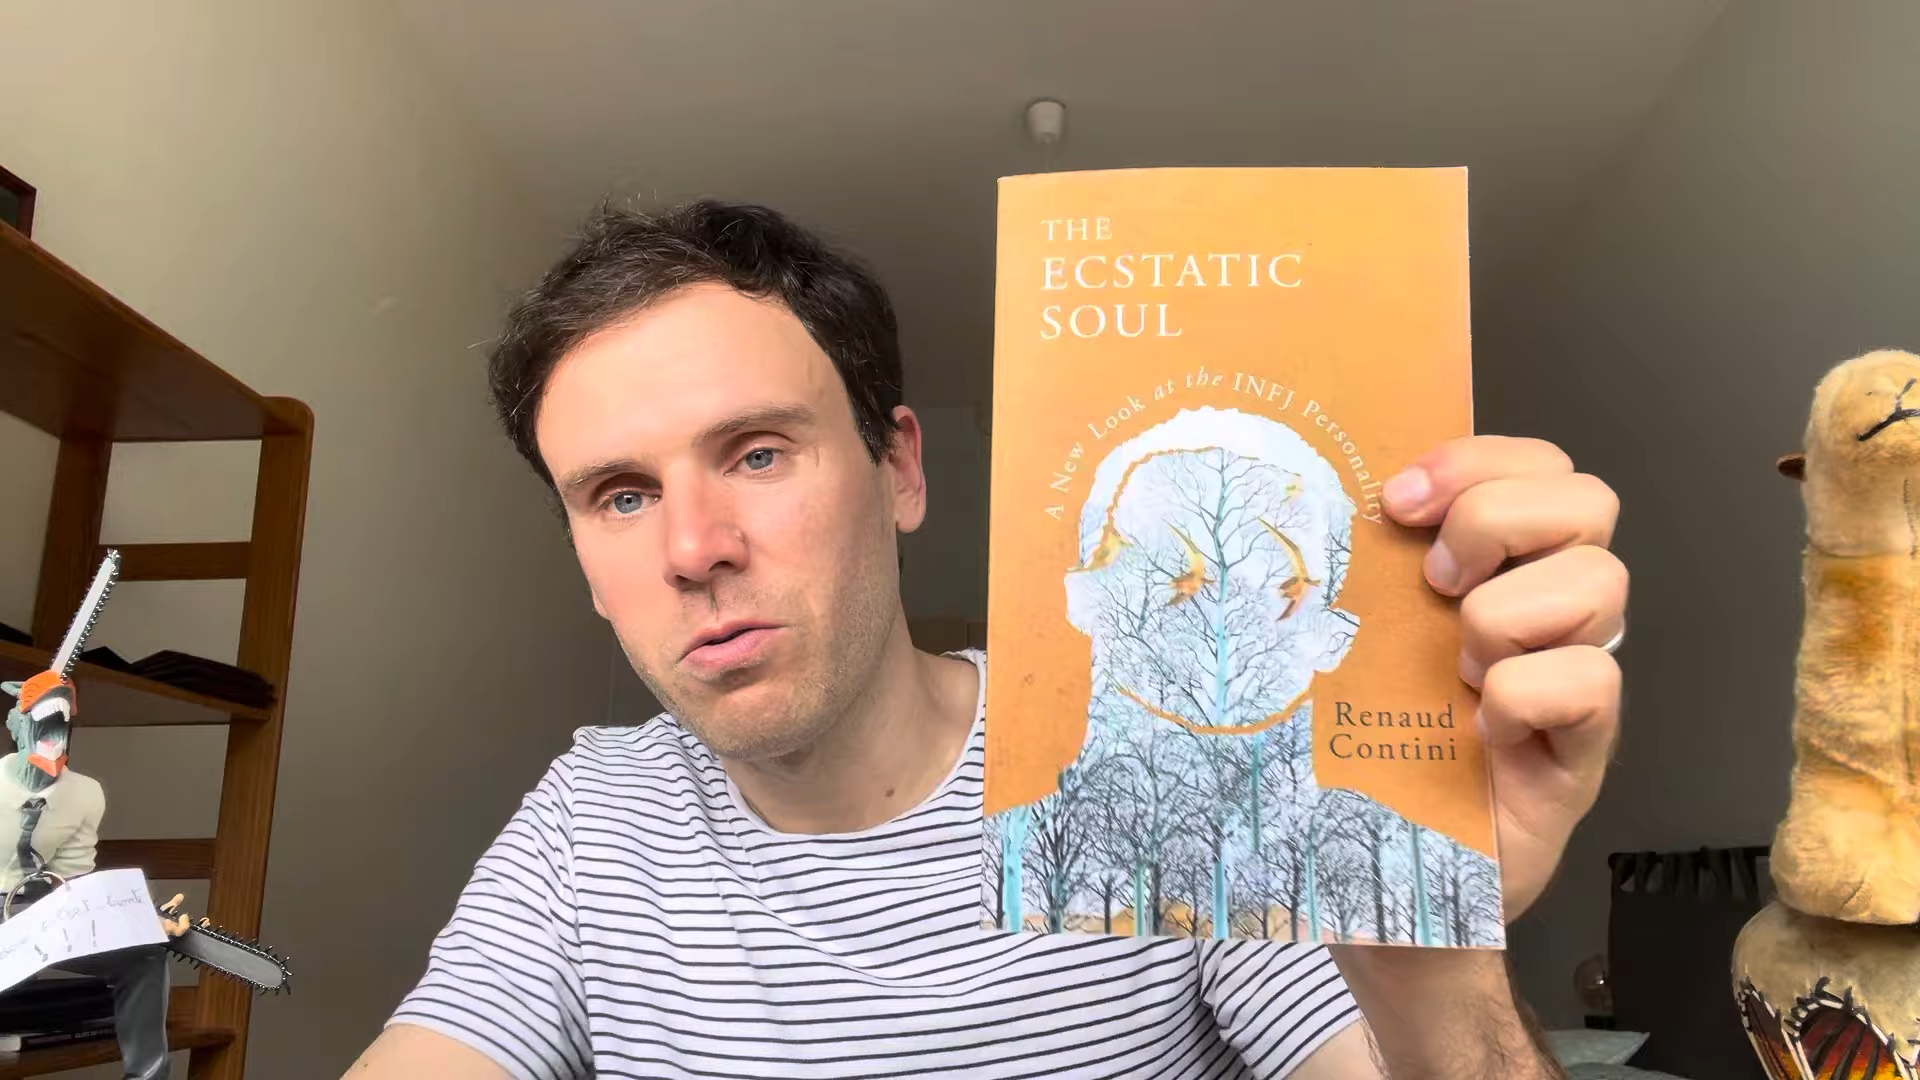 THE
ECSTATIC
SOUL
A New Look at the INFJ Personality
Renaud
Contini